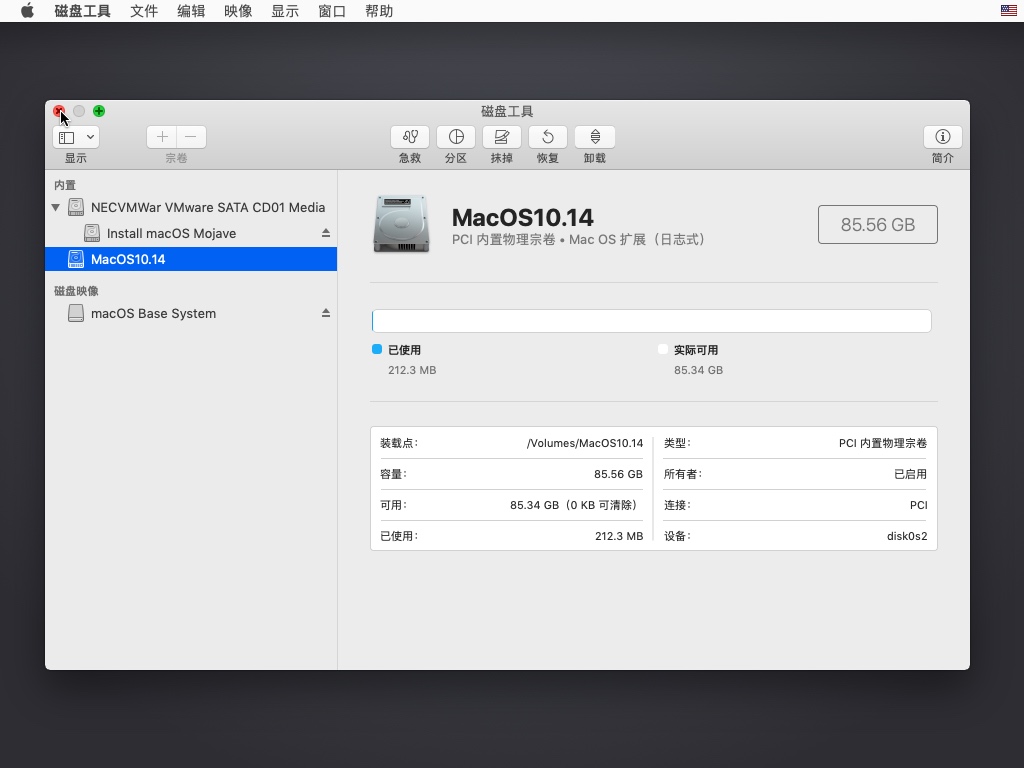 磁盘工具 文件 编辑 映像 显示 窗口 帮助
磁盘工具
显示 宗卷 急救 分区 抹掉 恢复 卸载 简介
内置
NECVMWar VMware SATA CD01 Media
Install macOS Mojave
MacOS10.14
磁盘映像
macOS Base System
MacOS10.14
PCI 内置物理宗卷 • Mac OS 扩展（日志式）
85.56 GB
已使用
212.3 MB
实际可用
85.34 GB
装载点： /Volumes/MacOS10.14
容量： 85.56 GB
可用： 85.34 GB（0 KB 可清除）
已使用： 212.3 MB
类型： PCI 内置物理宗卷
所有者： 已启用
连接： PCI
设备： disk0s2